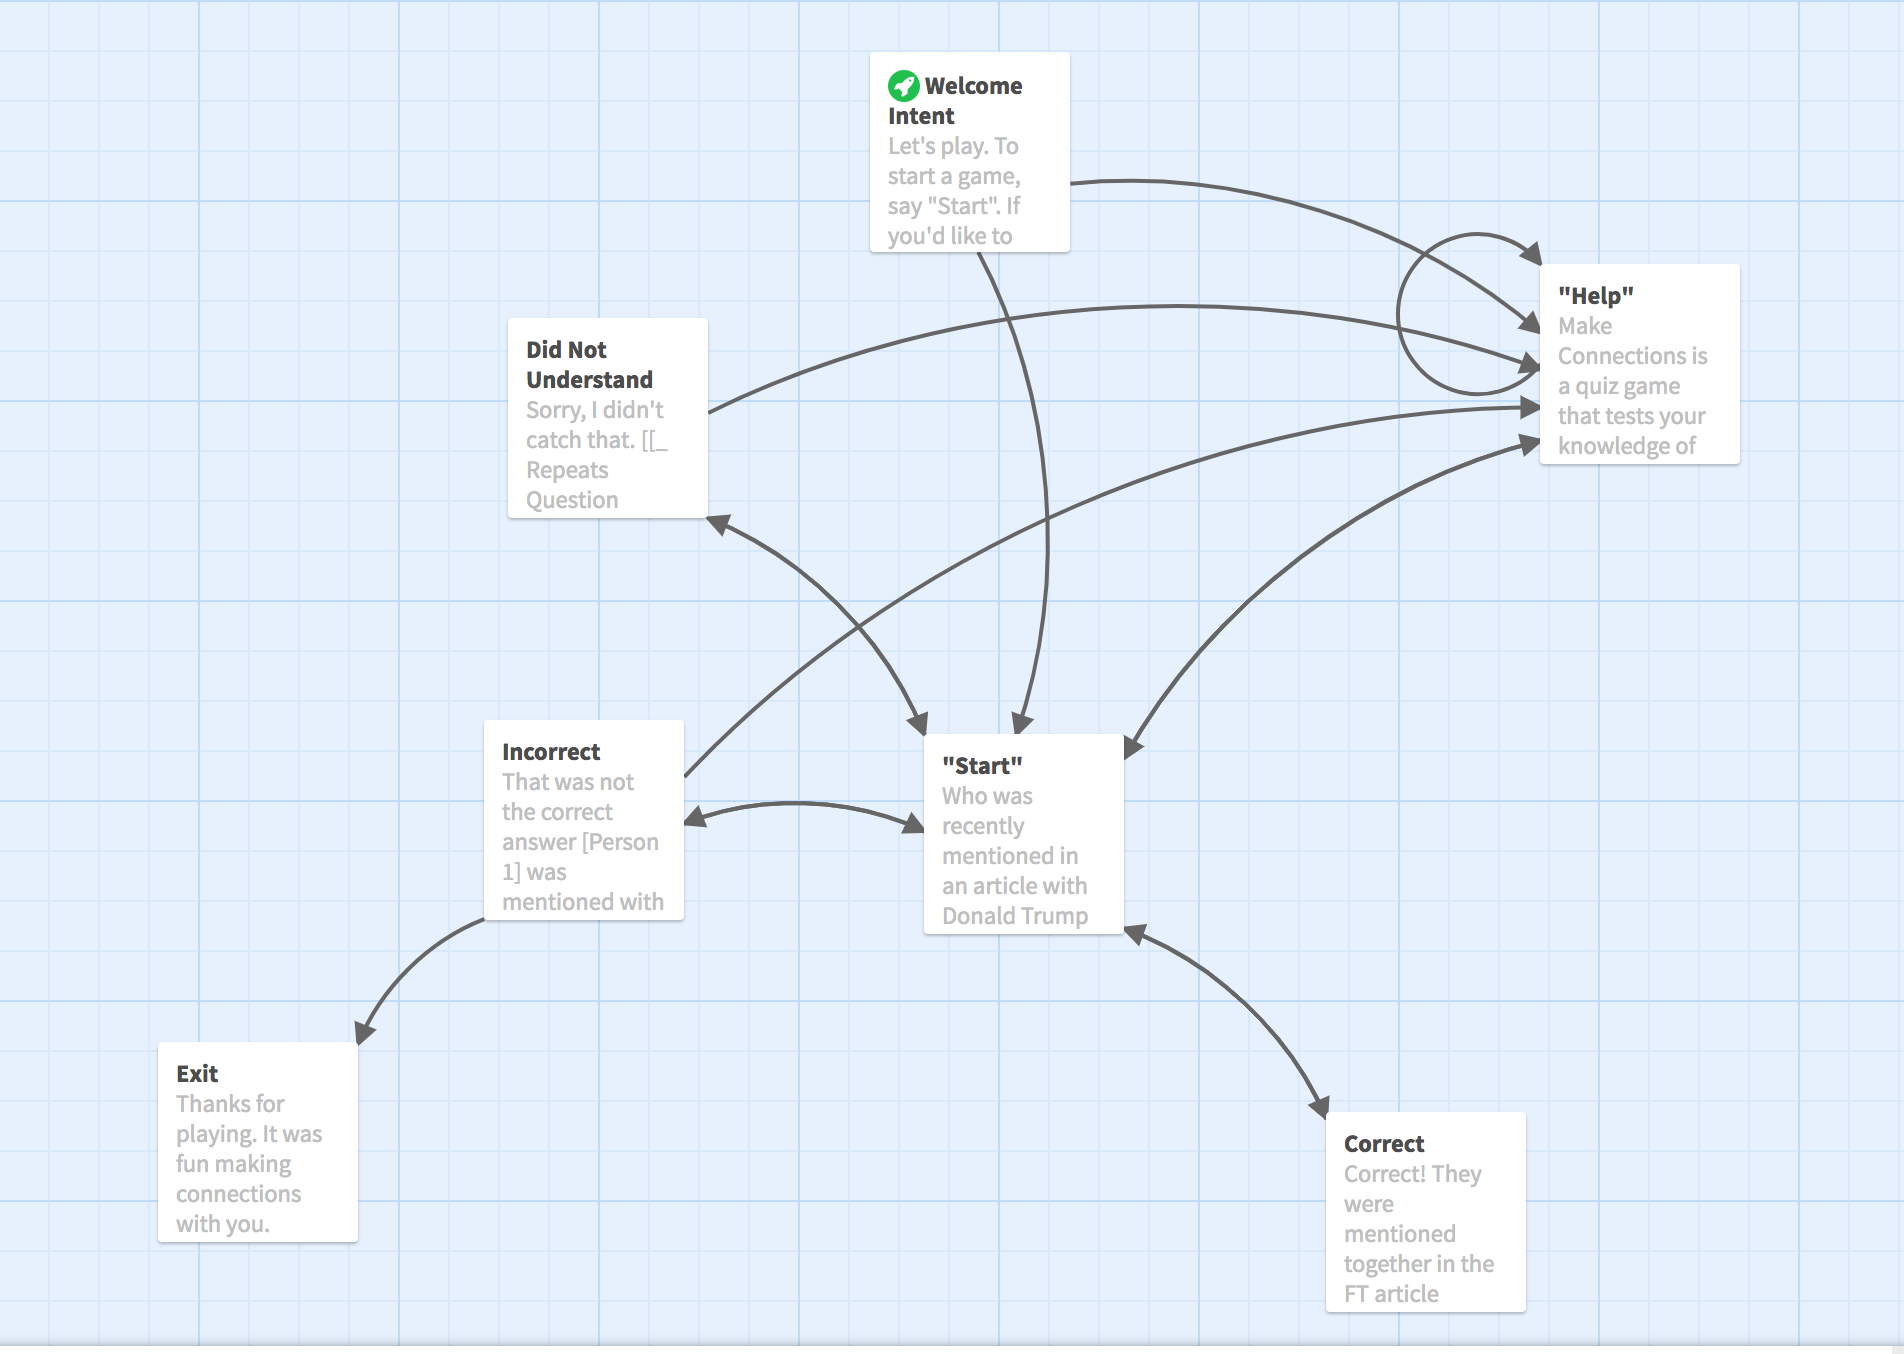 Welcome
Intent
Let's play. To
start a game,
say "Start". If
you'd like to
"Help"
Make
Connections is
a quiz game
that tests your
knowledge of
Did Not
Understand
Sorry, I didn't
catch that. [[_
Repeats
Question
Incorrect
That was not
the correct
answer [Person
1] was
mentioned with
"Start"
Who was
recently
mentioned in
an article with
Donald Trump
Exit
Thanks for
playing. It was
fun making
connections
with you.
Correct
Correct! They
were
mentioned
together in the
FT article